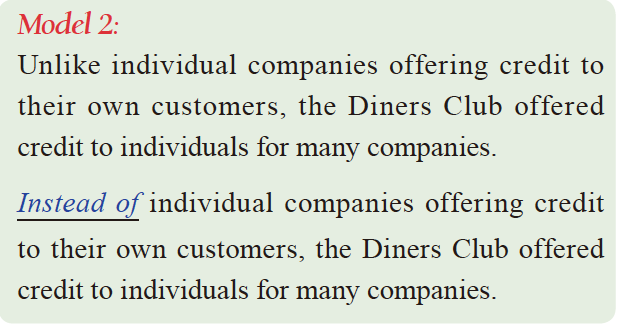 Model 2:
Unlike individual companies offering credit to
their own customers, the Diners Club offered
credit to individuals for many companies.
Instead of individual companies offering credit
to their own customers, the Diners Club offered
credit to individuals for many companies.